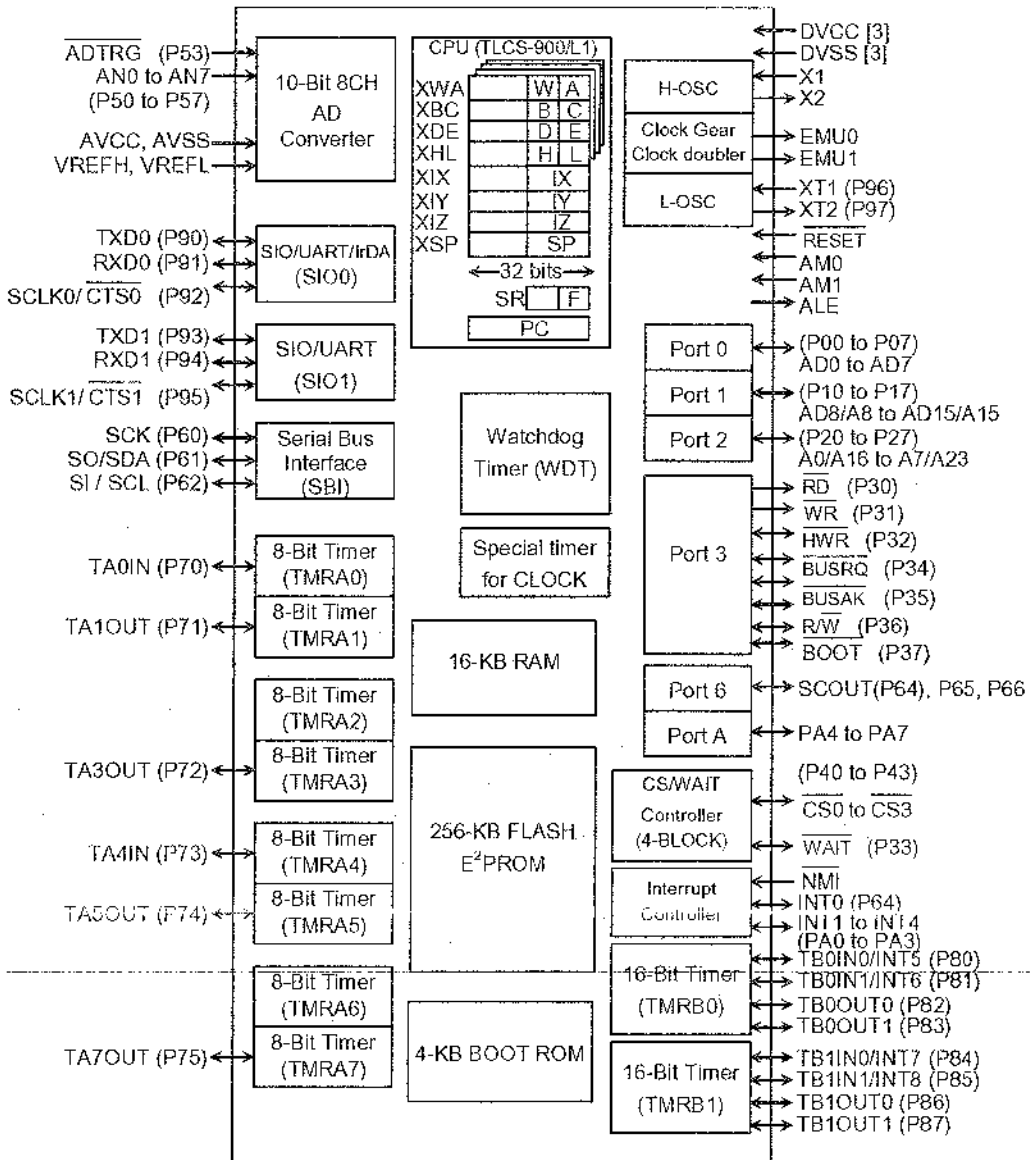 ADTRG (P53)
AN0 to AN7
(P50 to P57)
AVCC, AVSS
VREFH, VREFL
10-Bit 8CH
AD
Converter
TXD0 (P90)
RXD0 (P91)
SCLK0/ CTS0 (P92)
SIO/UART/IrDA
(SIO0)
TXD1 (P93)
RXD1 (P94)
SCLK1/ CTS1 (P95)
SIO/UART
(SIO1)
SCK (P60)
SO/SDA (P61)
SI / SCL (P62)
Serial Bus
Interface
(SBI)
TA0IN (P70)
8-Bit Timer
(TMRA0)
TA1OUT (P71)
8-Bit Timer
(TMRA1)
8-Bit Timer
(TMRA2)
TA3OUT (P72)
8-Bit Timer
(TMRA3)
TA4IN (P73)
8-Bit Timer
(TMRA4)
TA5OUT (P74)
8-Bit Timer
(TMRA5)
8-Bit Timer
(TMRA6)
TA7OUT (P75)
8-Bit Timer
(TMRA7)
CPU (TLCS-900/L1)
XWA W A
XBC B C
XDE D E
XHL H L
XIX IX
XIY IY
XIZ IZ
XSP SP
32 bits
SR F
PC
Watchdog
Timer (WDT)
Special timer
for CLOCK
16-KB RAM
256-KB FLASH
E²PROM
4-KB BOOT ROM
H-OSC
Clock Gear
Clock doubler
L-OSC
DVCC [3]
DVSS [3]
X1
X2
EMU0
EMU1
XT1 (P96)
XT2 (P97)
RESET
AM0
AM1
ALE
Port 0
(P00 to P07)
AD0 to AD7
Port 1
(P10 to P17)
AD8/A8 to AD15/A15
Port 2
(P20 to P27)
A0/A16 to A7/A23
Port 3
RD (P30)
WR (P31)
HWR (P32)
BUSRQ (P34)
BUSAK (P35)
R/W (P36)
BOOT (P37)
Port 6
SCOUT(P64), P65, P66
Port A
PA4 to PA7
CS/WAIT
Controller
(4-BLOCK)
(P40 to P43)
CS0 to CS3
WAIT (P33)
Interrupt
Controller
NMI
INT0 (P64)
INT1 to INT4
(PA0 to PA3)
16-Bit Timer
(TMRB0)
TB0IN0/INT5 (P80)
TB0IN1/INT6 (P81)
TB0OUT0 (P82)
TB0OUT1 (P83)
16-Bit Timer
(TMRB1)
TB1IN0/INT7 (P84)
TB1IN1/INT8 (P85)
TB1OUT0 (P86)
TB1OUT1 (P87)